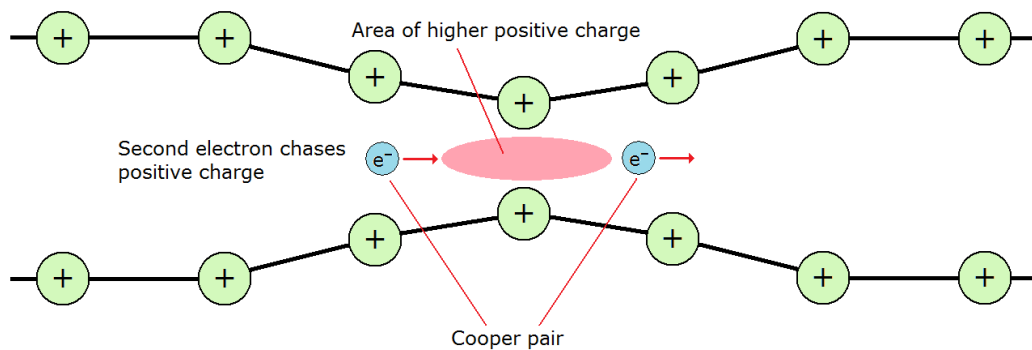 Area of higher positive charge
+ + + + + + +
Second electron chases
positive charge
e⁻ e⁻
+ + + + + + +
Cooper pair